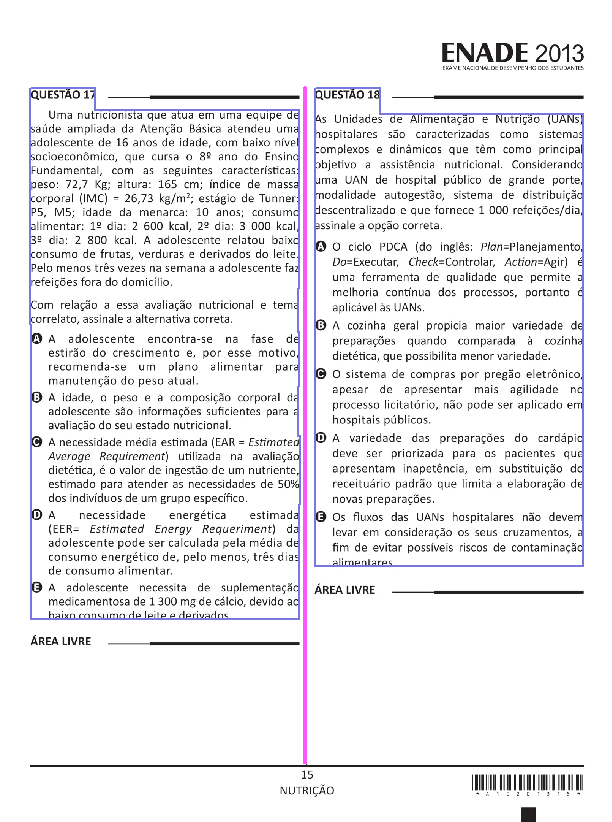 ENADE 2013
EXAME NACIONAL DE DESEMPENHO DOS ESTUDANTES
QUESTÃO 17
Uma nutricionista que atua em uma equipe de
saúde ampliada da Atenção Básica atendeu uma
adolescente de 16 anos de idade, com baixo nível
socioeconômico, que cursa o 8º ano do Ensino
Fundamental, com as seguintes características:
peso: 72,7 Kg; altura: 165 cm; índice de massa
corporal (IMC) = 26,73 kg/m²; estágio de Tunner:
P5, M5; idade da menarca: 10 anos; consumo
alimentar: 1º dia: 2 600 kcal, 2º dia: 3 000 kcal,
3º dia: 2 800 kcal. A adolescente relatou baixo
consumo de frutas, verduras e derivados do leite.
Pelo menos três vezes na semana a adolescente faz
refeições fora do domicílio.
Com relação a essa avaliação nutricional e tema
correlato, assinale a alternativa correta.
A A adolescente encontra-se na fase de
estirão do crescimento e, por esse motivo,
recomenda-se um plano alimentar para
manutenção do peso atual.
B A idade, o peso e a composição corporal da
adolescente são informações suficientes para a
avaliação do seu estado nutricional.
C A necessidade média estimada (EAR = Estimated
Average Requirement) utilizada na avaliação
dietética, é o valor de ingestão de um nutriente,
estimado para atender as necessidades de 50%
dos indivíduos de um grupo específico.
D A necessidade energética estimada
(EER= Estimated Energy Requeriment) da
adolescente pode ser calculada pela média de
consumo energético de, pelo menos, três dias
de consumo alimentar.
E A adolescente necessita de suplementação
medicamentosa de 1 300 mg de cálcio, devido ao
baixo consumo de leite e derivados.
ÁREA LIVRE
QUESTÃO 18
As Unidades de Alimentação e Nutrição (UANs)
hospitalares são caracterizadas como sistemas
complexos e dinâmicos que têm como principal
objetivo a assistência nutricional. Considerando
uma UAN de hospital público de grande porte,
modalidade autogestão, sistema de distribuição
descentralizado e que fornece 1 000 refeições/dia,
assinale a opção correta.
A O ciclo PDCA (do inglês: Plan=Planejamento,
Do=Executar, Check=Controlar, Action=Agir) é
uma ferramenta de qualidade que permite a
melhoria contínua dos processos, portanto é
aplicável às UANs.
B A cozinha geral propicia maior variedade de
preparações quando comparada à cozinha
dietética, que possibilita menor variedade.
C O sistema de compras por pregão eletrônico,
apesar de apresentar mais agilidade no
processo licitatório, não pode ser aplicado em
hospitais públicos.
D A variedade das preparações do cardápio
deve ser priorizada para os pacientes que
apresentam inapetência, em substituição do
receituário padrão que limita a elaboração de
novas preparações.
E Os fluxos das UANs hospitalares não devem
levar em consideração os seus cruzamentos, a
fim de evitar possíveis riscos de contaminação
alimentares.
ÁREA LIVRE
15
NUTRIÇÃO